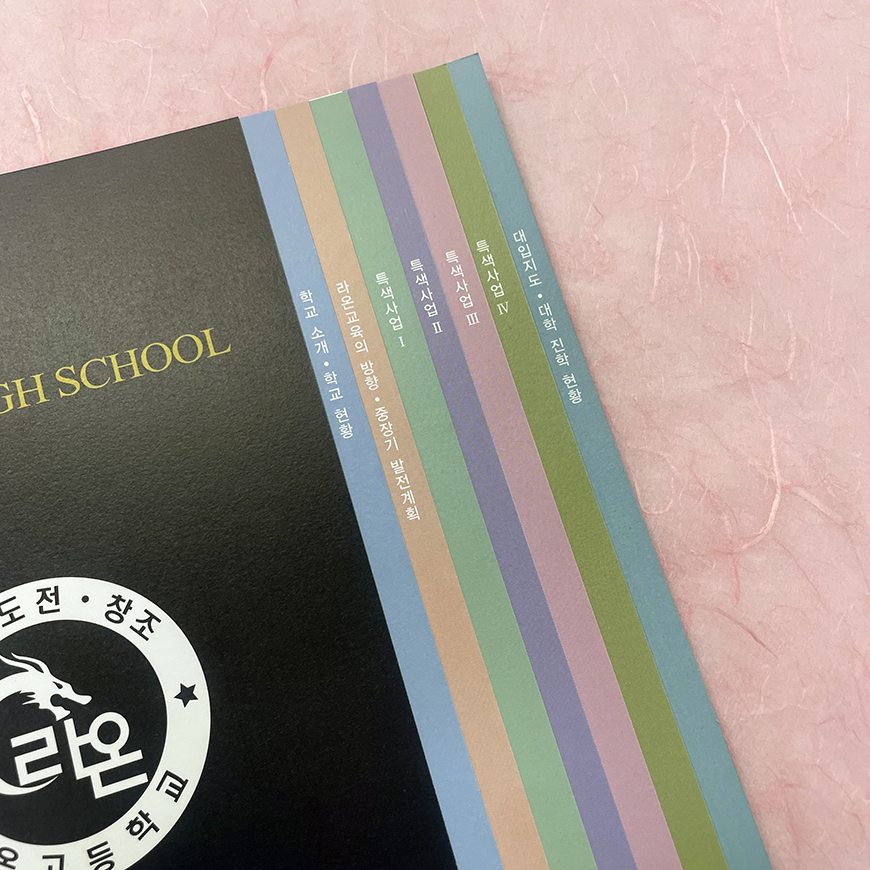 GH SCHOOL
학교 소개 • 학교 현황
라온교육의 방향 • 중장기 발전계획
특색사업 Ⅰ
특색사업 Ⅱ
특색사업 Ⅲ
특색사업 Ⅳ
대입지도 • 대학 진학 현황
도전 • 창조
라온
온고등학교